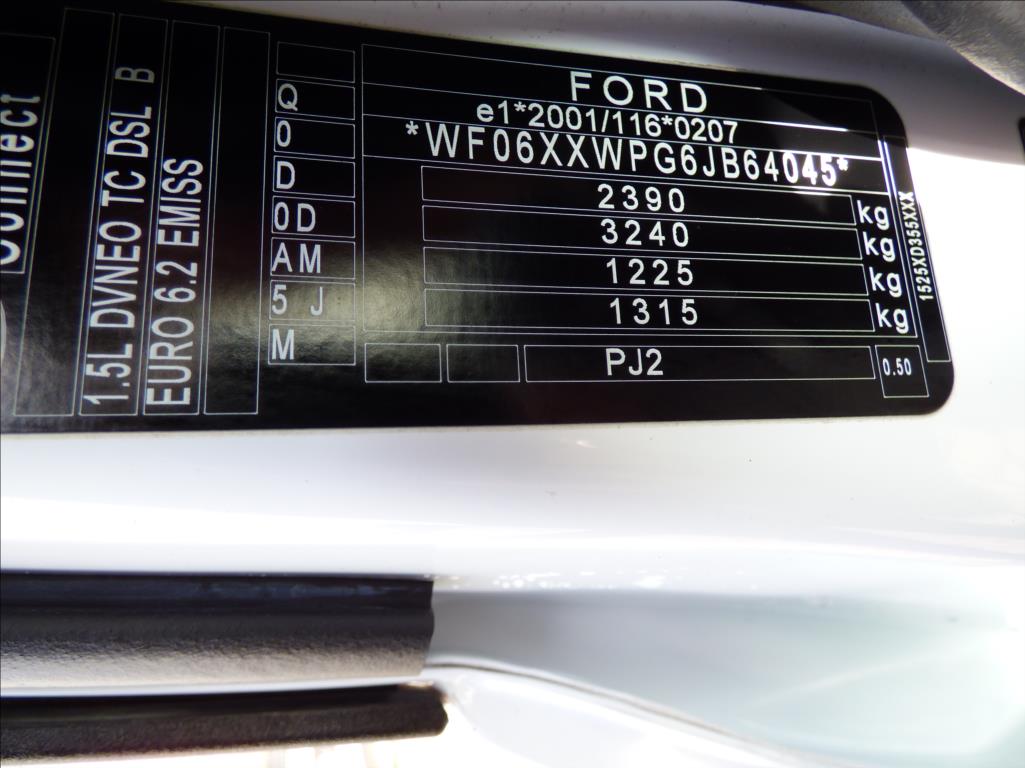 Connect
1.5L DVNEO TC DSL B
EURO 6.2 EMISS
Q
0
D
0D
AM
5 J
M
FORD
e1*2001/116*0207
*WF06XXWPG6JB64045*
2390 kg
3240 kg
1225 kg
1315 kg
PJ2
0.50
1525XD355XXX